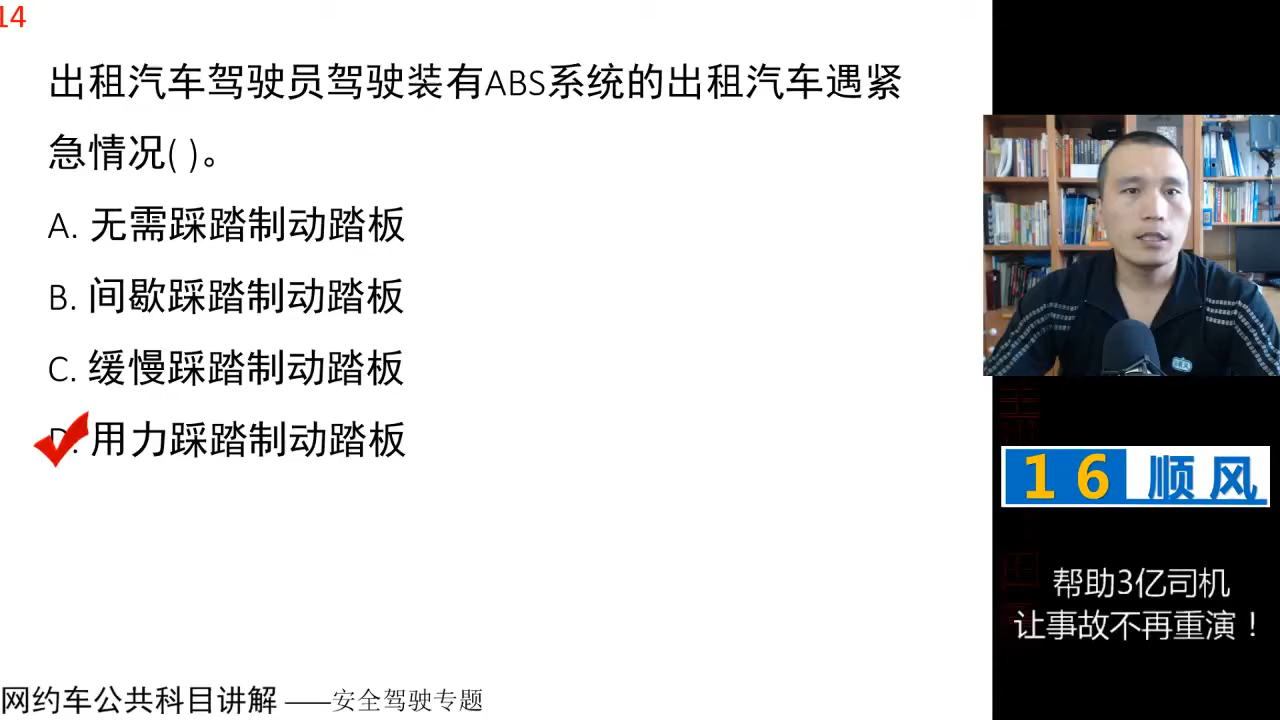 14
出租汽车驾驶员驾驶装有ABS系统的出租汽车遇紧
急情况( )。
A. 无需踩踏制动踏板
B. 间歇踩踏制动踏板
C. 缓慢踩踏制动踏板
D. 用力踩踏制动踏板
16 顺风
帮助3亿司机
让事故不再重演！
网约车公共科目讲解 ——安全驾驶专题